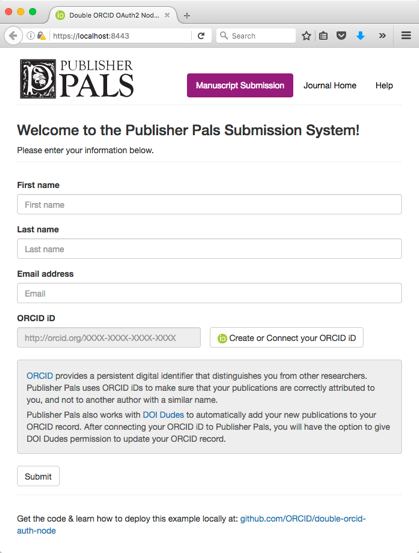 Double ORCID OAuth2 Nod...
https://localhost:8443
Search
PUBLISHER
PALS
Manuscript Submission
Journal Home
Help
Welcome to the Publisher Pals Submission System!
Please enter your information below.
First name
First name
Last name
Last name
Email address
Email
ORCID iD
http://orcid.org/XXXX-XXXX-XXXX-XXXX
iD Create or Connect your ORCID iD
ORCID provides a persistent digital identifier that distinguishes you from other researchers.
Publisher Pals uses ORCID iDs to make sure that your publications are correctly attributed to
you, and not to another author with a similar name.
Publisher Pals also works with DOI Dudes to automatically add your new publications to your
ORCID record. After connecting your ORCID iD to Publisher Pals, you will have the option to give
DOI Dudes permission to update your ORCID record.
Submit
Get the code & learn how to deploy this example locally at: github.com/ORCID/double-orcid-
auth-node